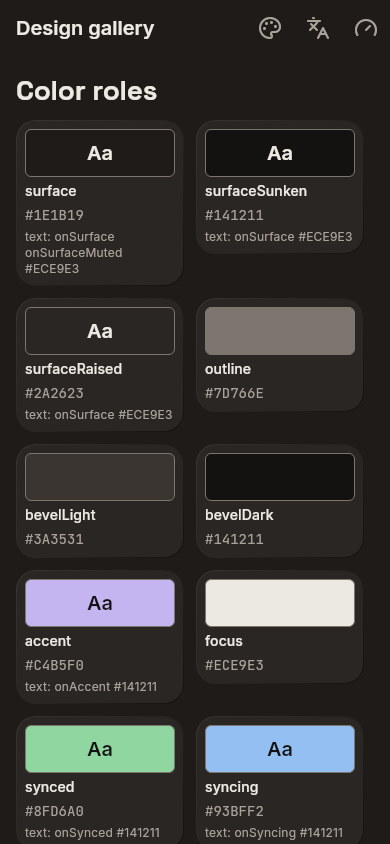 Design gallery
Color roles
Aa
surface
#1E1B19
text: onSurface
onSurfaceMuted
#ECE9E3
Aa
surfaceSunken
#141211
text: onSurface #ECE9E3
Aa
surfaceRaised
#2A2623
text: onSurface #ECE9E3
outline
#7D766E
bevelLight
#3A3531
bevelDark
#141211
Aa
accent
#C4B5F0
text: onAccent #141211
focus
#ECE9E3
Aa
synced
#8FD6A0
text: onSynced #141211
Aa
syncing
#93BFF2
text: onSyncing #141211